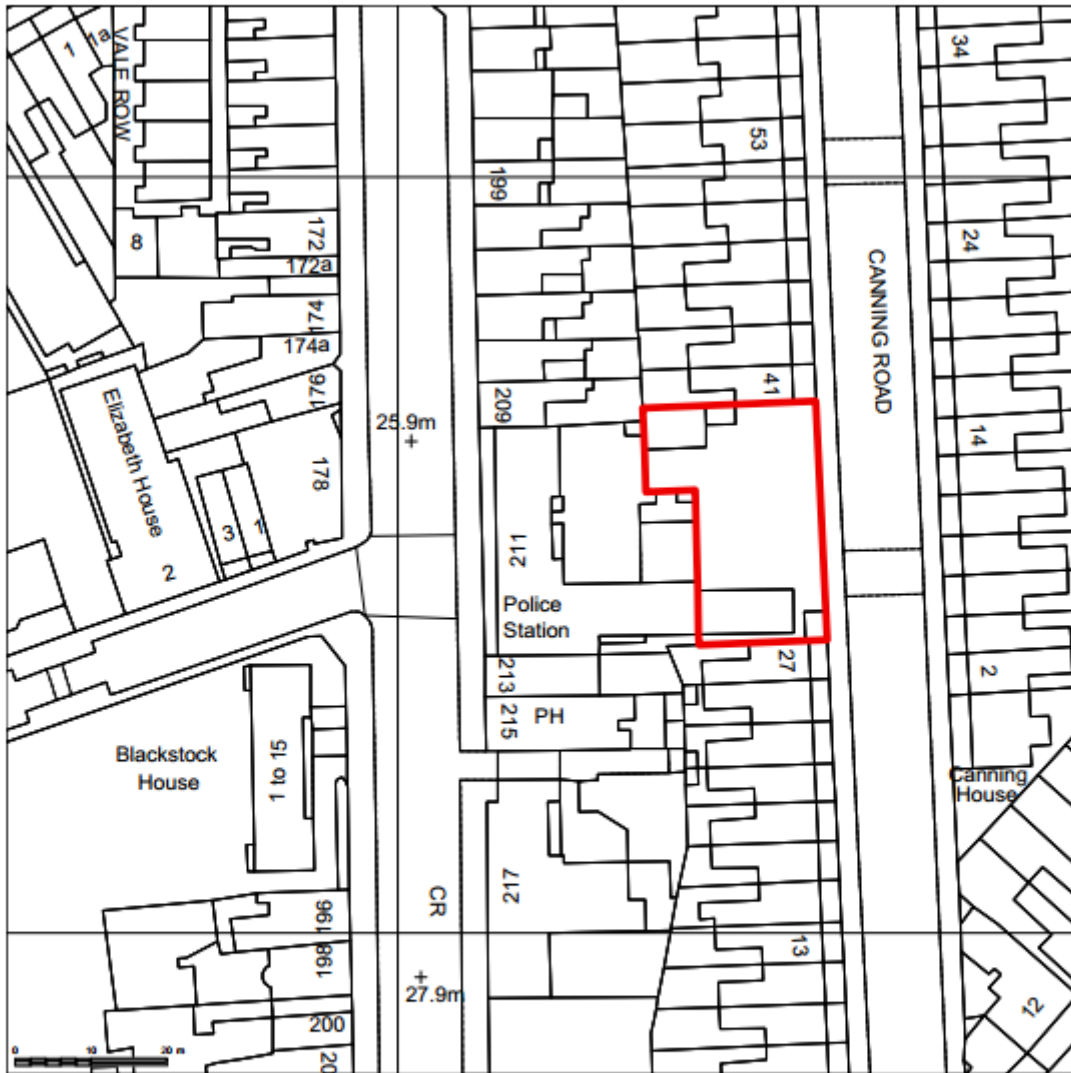 1
1a
VALE ROW
34
53
199
8
172
172a
24
CANNING ROAD
174
174a
176
41
209
25.9m
14
Elizabeth House
178
3
1
2
211
Police
Station
27
213
2
215
PH
Blackstock
House
1 to 15
Canning
House
217
CR
196
198
13
27.9m
200
20
12
0 10 20 m